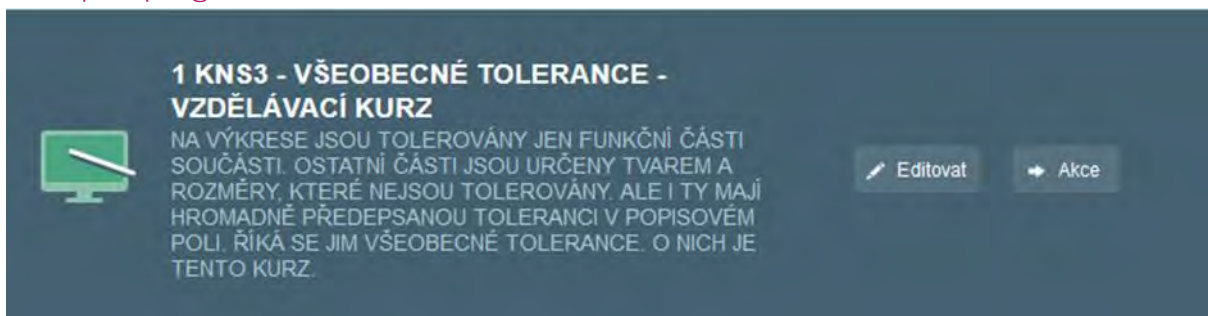 1 KNS3 - VŠEOBECNÉ TOLERANCE -
VZDĚLÁVACÍ KURZ
NA VÝKRESE JSOU TOLEROVÁNY JEN FUNKČNÍ ČÁSTI
SOUČÁSTI. OSTATNÍ ČÁSTI JSOU URČENY TVAREM A
ROZMĚRY, KTERÉ NEJSOU TOLEROVÁNY. ALE I TY MAJÍ
HROMADNĚ PŘEDEPSANOU TOLERANCI V POPISOVÉM
POLI. ŘÍKÁ SE JIM VŠEOBECNÉ TOLERANCE. O NICH JE
TENTO KURZ.
Editovat
Akce